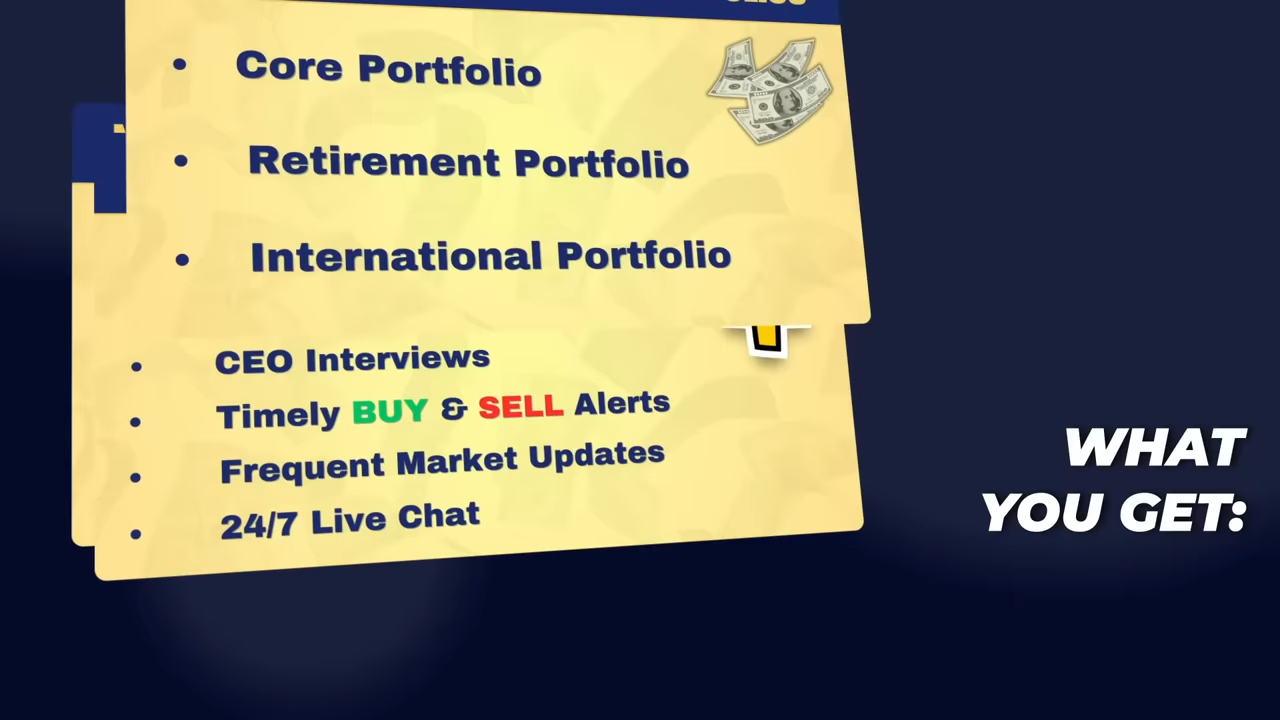 Core Portfolio
Retirement Portfolio
International Portfolio
CEO Interviews
Timely BUY & SELL Alerts
Frequent Market Updates
24/7 Live Chat
WHAT
YOU GET: